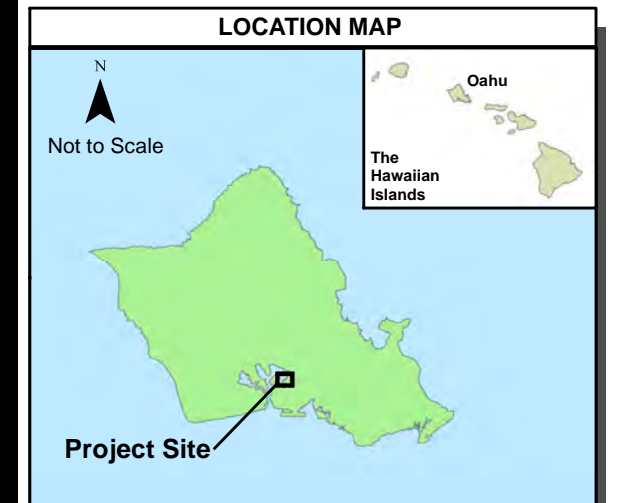 LOCATION MAP
N
Not to Scale
Oahu
The
Hawaiian
Islands
Project Site